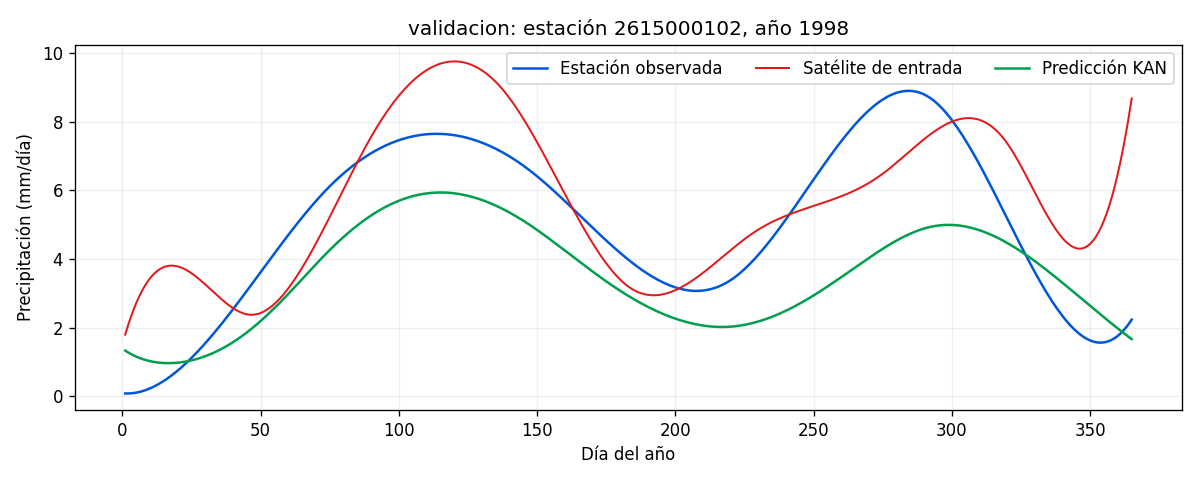 validacion: estación 2615000102, año 1998
Precipitación (mm/día)
10
8
6
4
2
0
Estación observada
Satélite de entrada
Predicción KAN
0
50
100
150
200
250
300
350
Día del año